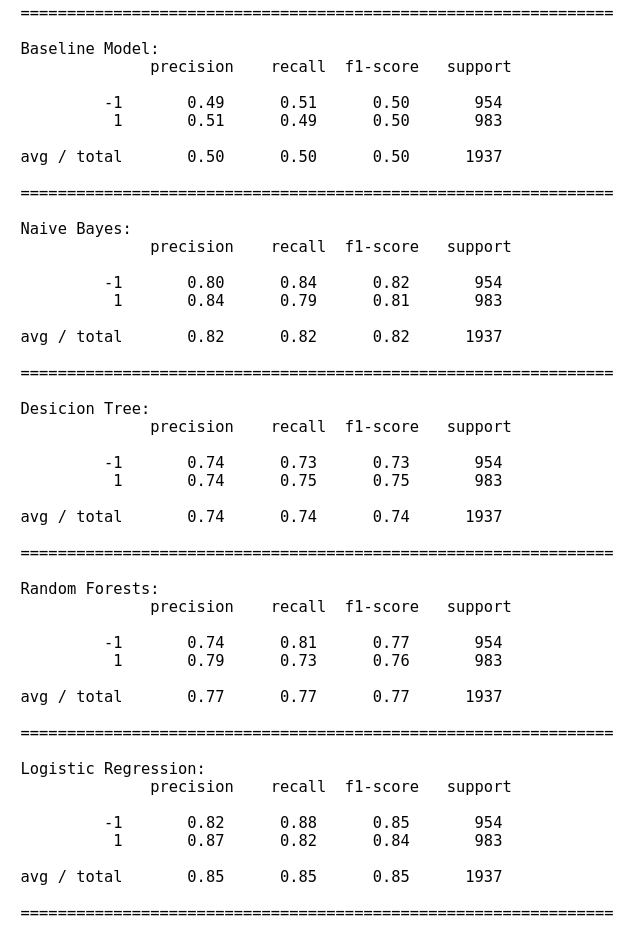 ================================================================
Baseline Model:
              precision    recall  f1-score   support

         -1       0.49      0.51      0.50       954
          1       0.51      0.49      0.50       983

avg / total       0.50      0.50      0.50      1937

================================================================
Naive Bayes:
              precision    recall  f1-score   support

         -1       0.80      0.84      0.82       954
          1       0.84      0.79      0.81       983

avg / total       0.82      0.82      0.82      1937

================================================================
Desicion Tree:
              precision    recall  f1-score   support

         -1       0.74      0.73      0.73       954
          1       0.74      0.75      0.75       983

avg / total       0.74      0.74      0.74      1937

================================================================
Random Forests:
              precision    recall  f1-score   support

         -1       0.74      0.81      0.77       954
          1       0.79      0.73      0.76       983

avg / total       0.77      0.77      0.77      1937

================================================================
Logistic Regression:
              precision    recall  f1-score   support

         -1       0.82      0.88      0.85       954
          1       0.87      0.82      0.84       983

avg / total       0.85      0.85      0.85      1937

================================================================